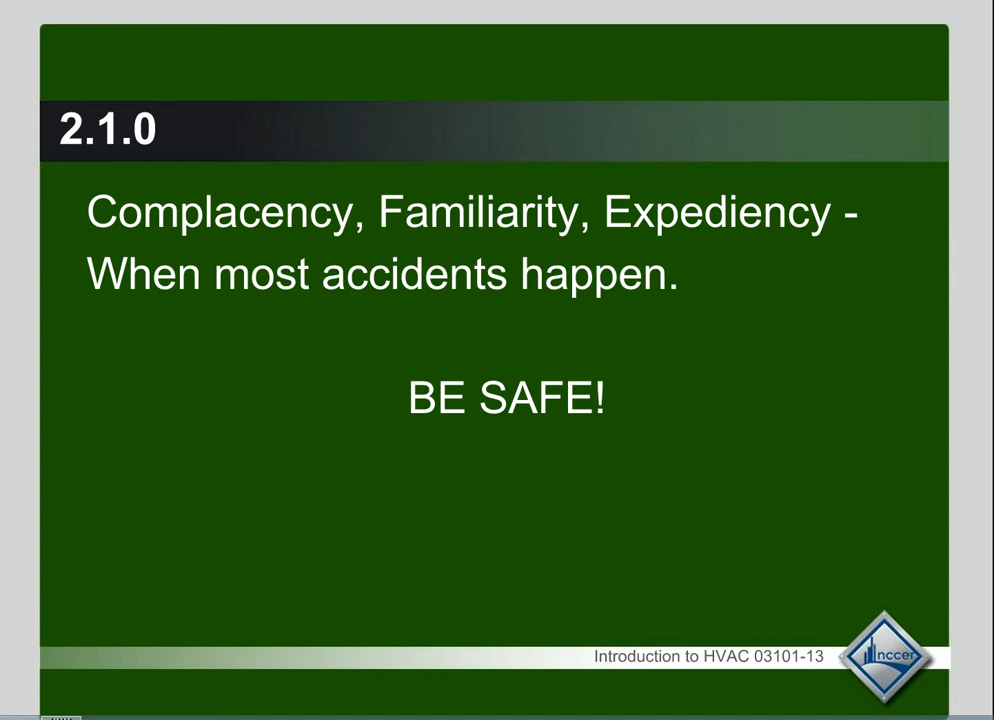 2.1.0
Complacency, Familiarity, Expediency -
When most accidents happen.
BE SAFE!
Introduction to HVAC 03101-13
nccer